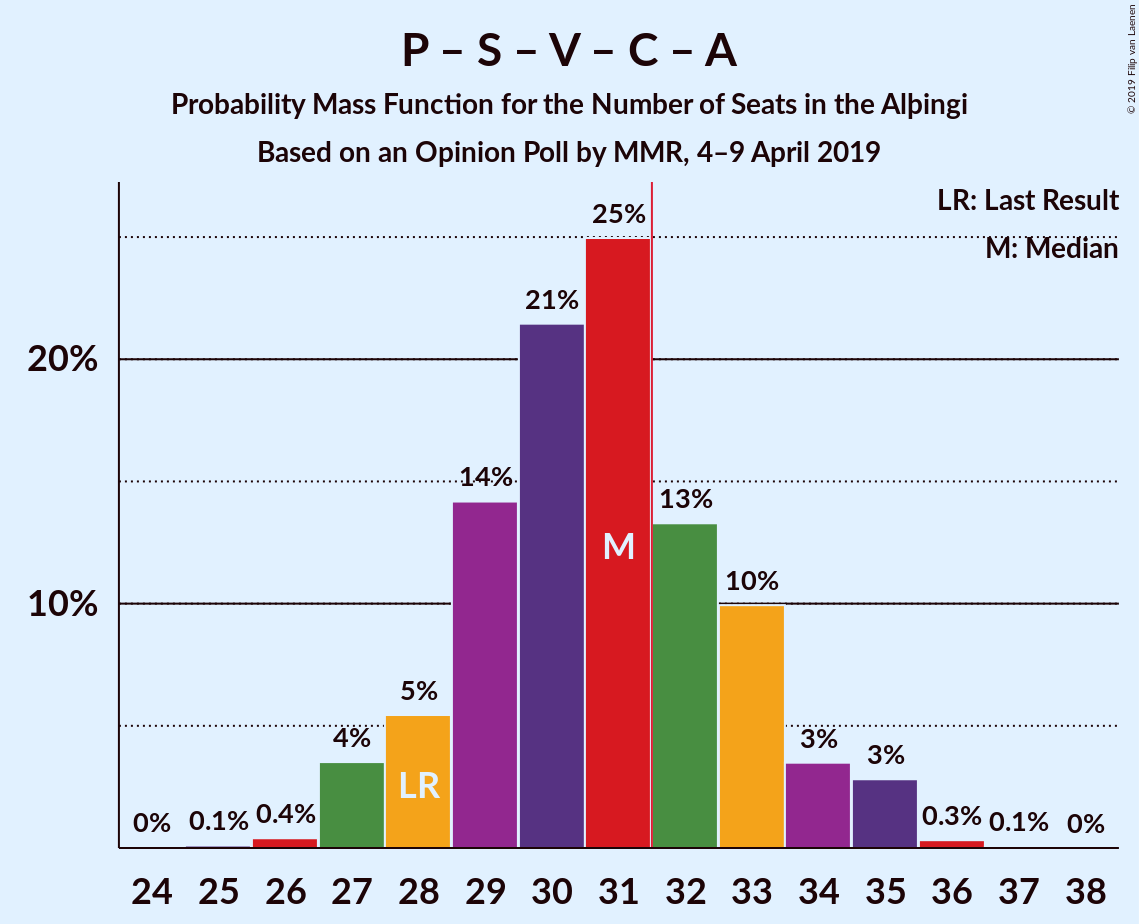 P – S – V – C – A
Probability Mass Function for the Number of Seats in the Alþingi
Based on an Opinion Poll by MMR, 4–9 April 2019
© 2019 Filip van Laenen
LR: Last Result
M: Median
25%
21%
20%
14%
13%
M
10%
10%
5%
4%
3%
3%
LR
0%
0.1%
0.4%
0.3%
0.1%
0%
24 25 26 27 28 29 30 31 32 33 34 35 36 37 38